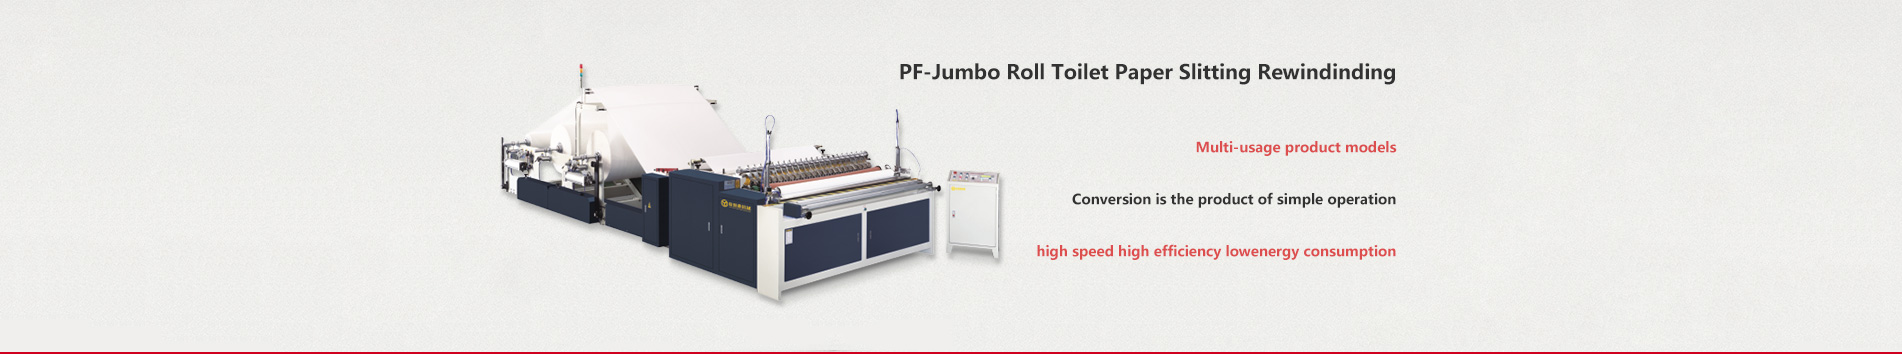 PF-Jumbo Roll Toilet Paper Slitting Rewindinding
Multi-usage product models
Conversion is the product of simple operation
high speed high efficiency lowenergy consumption